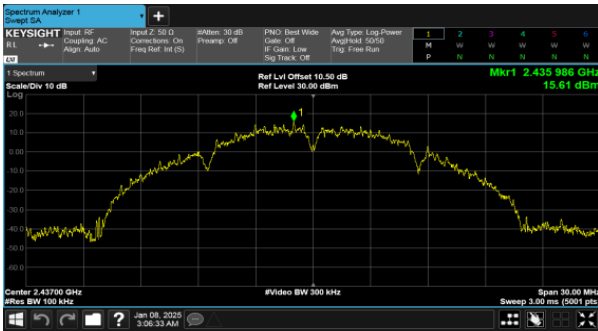 Spectrum Analyzer 1
Swept SA
+
KEYSIGHT
RL
Input: RF
Coupling: AC
Align: Auto
Input Z: 50 Ω
Corrections: On
Freq Ref: Int (S)
#Atten: 30 dB
Preamp: Off
PNO: Best Wide
Gate: Off
IF Gain: Low
Sig Track: Off
Avg Type: Log-Power
Avg|Hold: 50/50
Trig: Free Run
1 2 3 4 5 6
M W W W W W
P N N N N N
1 Spectrum
Scale/Div 10 dB
Ref Lvl Offset 10.50 dB
Ref Level 30.00 dBm
Mkr1 2.435 986 GHz
15.61 dBm
Log
1
20.0
10.0
0.00
-10.0
-20.0
-30.0
-40.0
-50.0
-60.0
Center 2.43700 GHz
#Video BW 300 kHz
Span 30.00 MHz
#Res BW 100 kHz
Sweep 3.00 ms (5001 pts)
?
Jan 08, 2025
3:06:33 AM